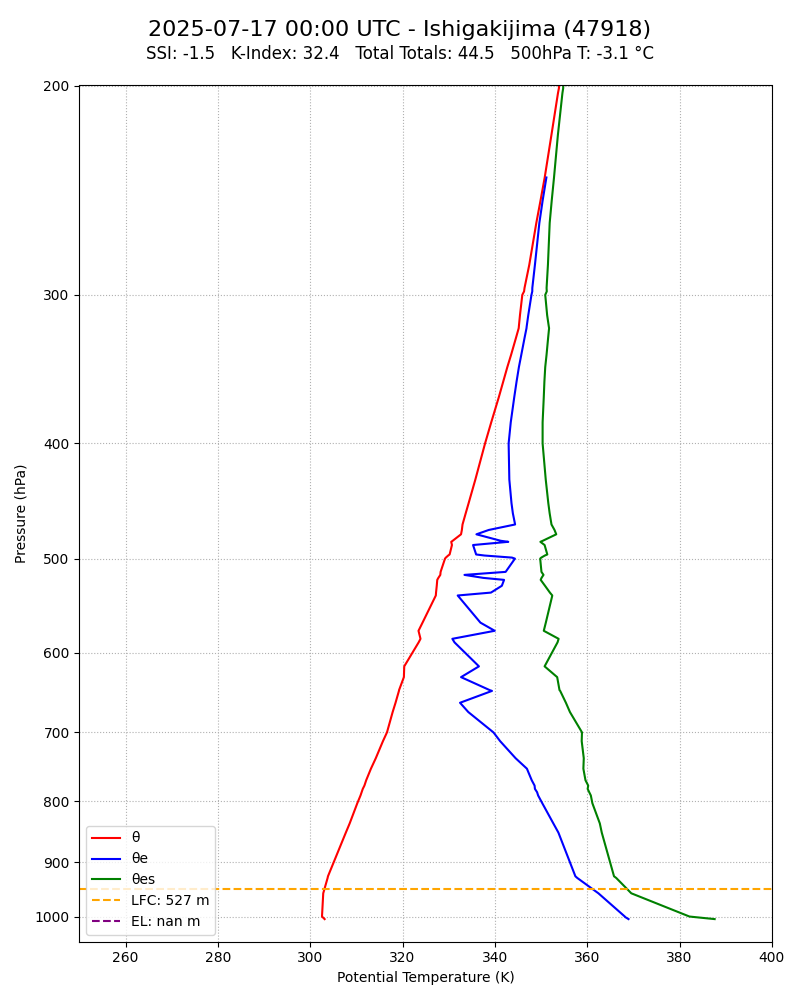 2025-07-17 00:00 UTC - Ishigakijima (47918)
SSI: -1.5   K-Index: 32.4   Total Totals: 44.5   500hPa T: -3.1 °C
200
300
400
500
600
700
800
900
1000
Pressure (hPa)
θ
θe
θes
LFC: 527 m
EL: nan m
260 280 300 320 340 360 380 400
Potential Temperature (K)